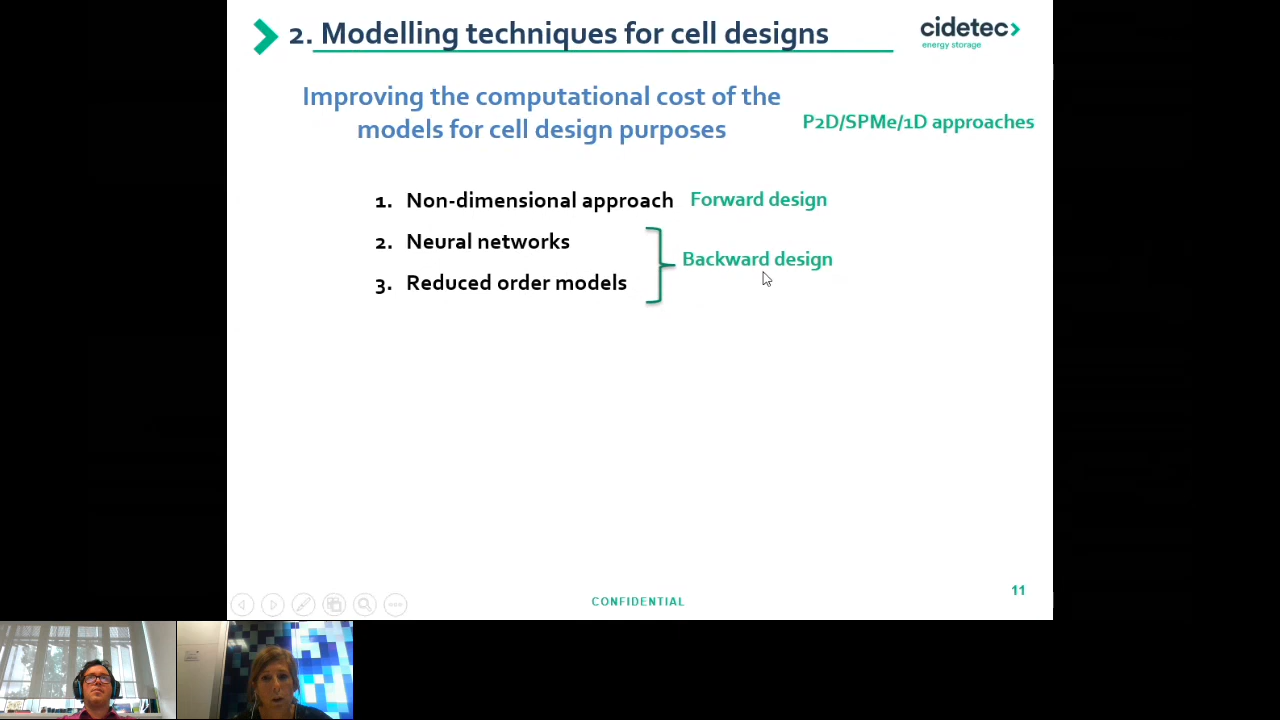 2. Modelling techniques for cell designs
cidetec
energy storage
Improving the computational cost of the
models for cell design purposes
P2D/SPMe/1D approaches
1. Non-dimensional approach Forward design
2. Neural networks
Backward design
3. Reduced order models
CONFIDENTIAL
11